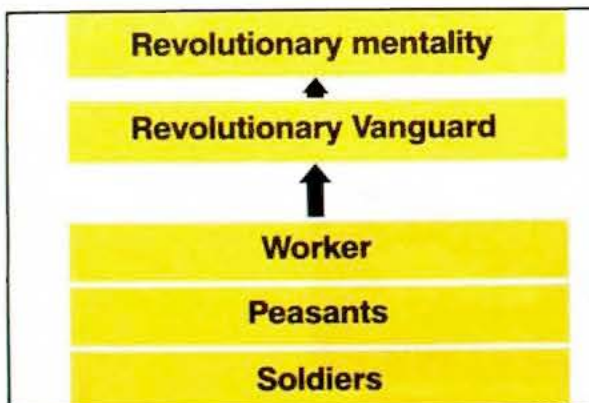 Revolutionary mentality
Revolutionary Vanguard
Worker
Peasants
Soldiers